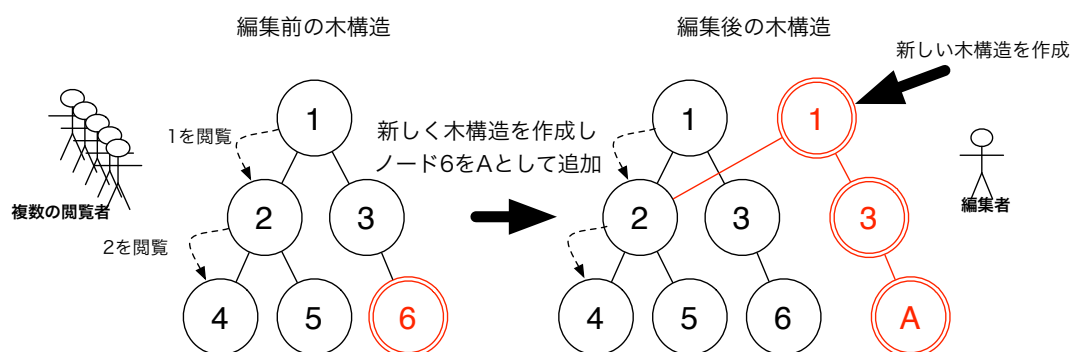 編集前の木構造
編集後の木構造
新しい木構造を作成
1
1
1
1を閲覧
新しく木構造を作成し
ノード6をAとして追加
複数の閲覧者
2
3
2
3
3
編集者
2を閲覧
4
5
6
4
5
6
A